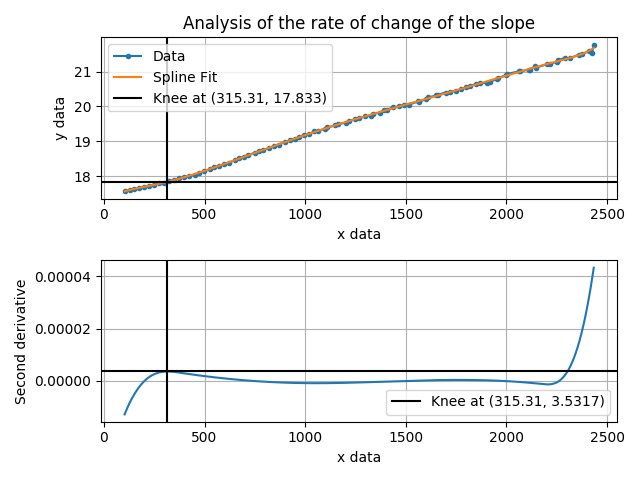 Analysis of the rate of change of the slope
Data
Spline Fit
Knee at (315.31, 17.833)
y data
21
20
19
18
0 500 1000 1500 2000 2500
x data
Second derivative
0.00004
0.00002
0.00000
Knee at (315.31, 3.5317)
0 500 1000 1500 2000 2500
x data